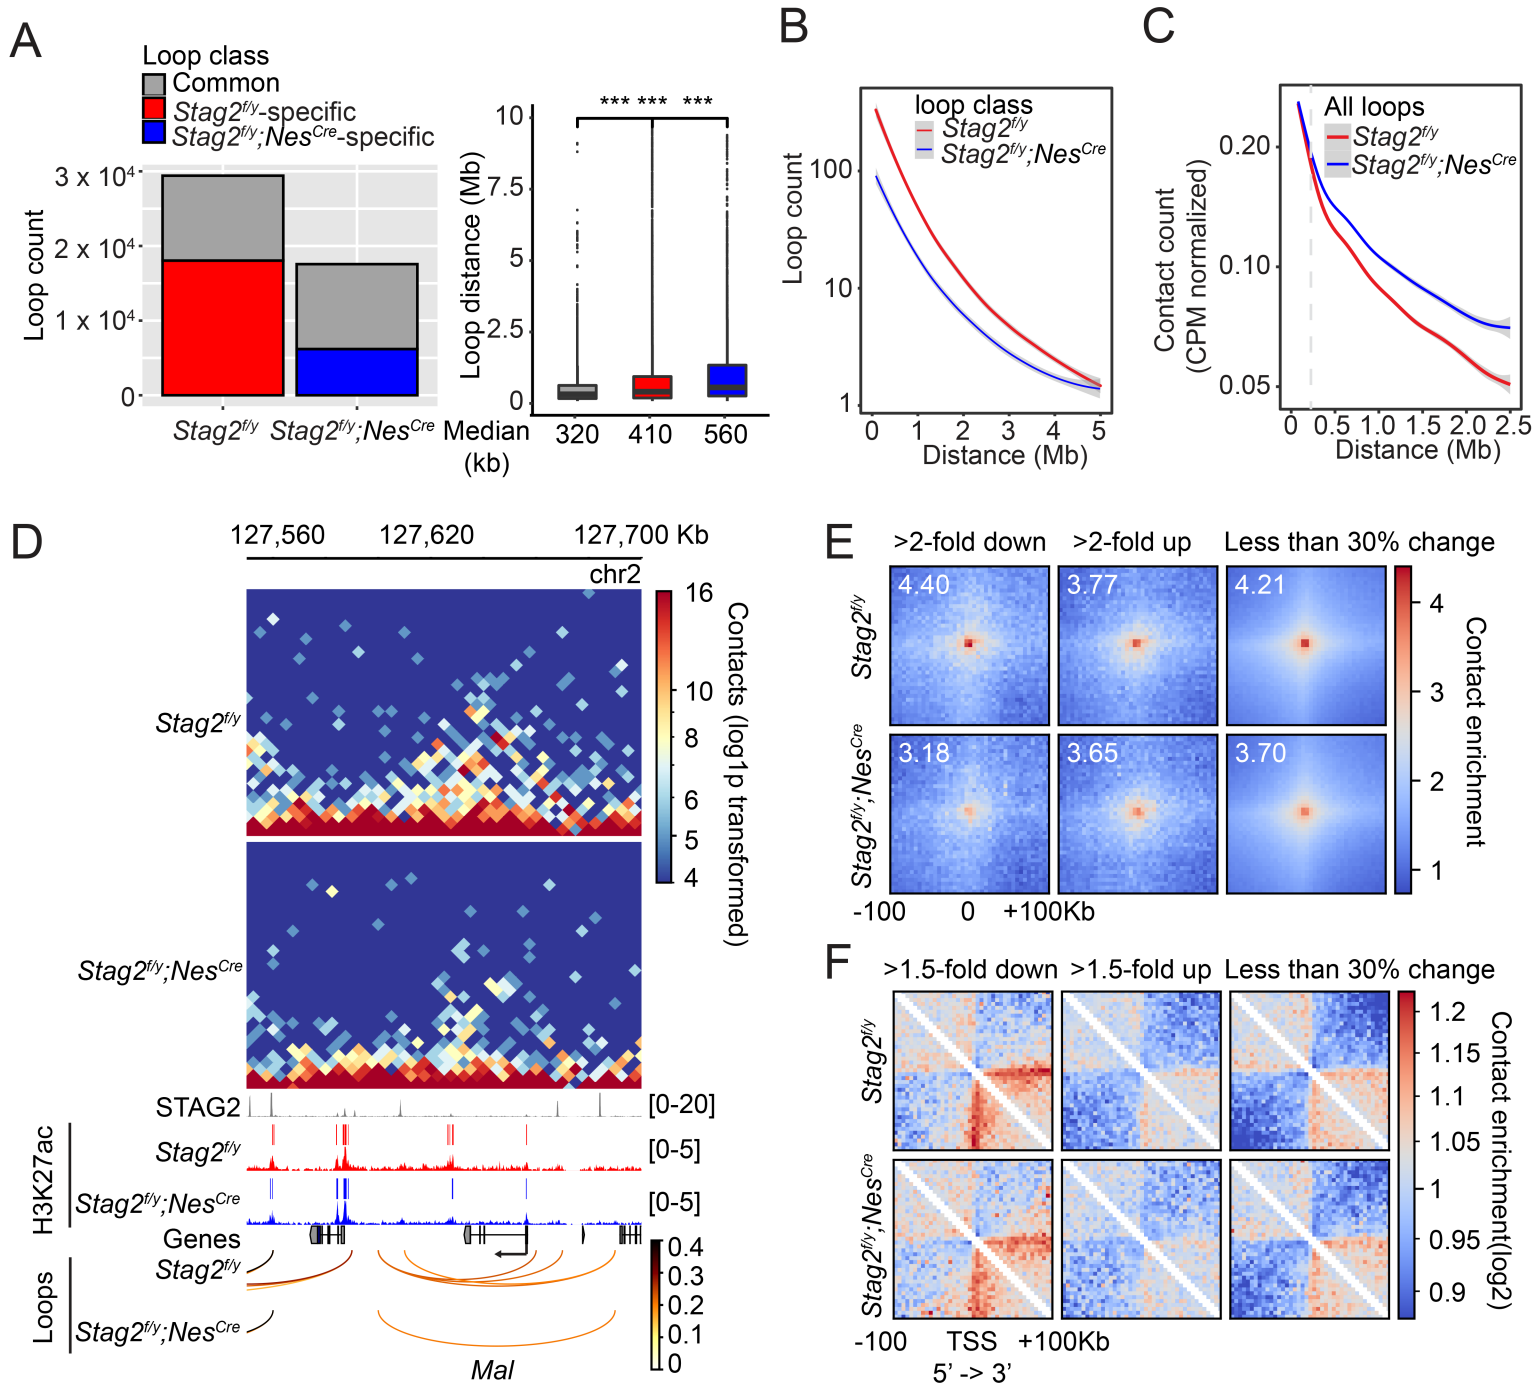 A
Loop class
Common
Stag2f/y-specific
Stag2f/y;NesCre-specific
Loop count
3 x 10⁴
2 x 10⁴
1 x 10⁴
0
Stag2f/y
Stag2f/y;NesCre
Loop distance (Mb)
10
7.5
5
2.5
0
*** *** ***
Median
(kb)
320
410
560
B
loop class
Stag2f/y
Stag2f/y;NesCre
Loop count
100
10
1
0 1 2 3 4 5
Distance (Mb)
C
All loops
Stag2f/y
Stag2f/y;NesCre
Contact count
(CPM normalized)
0.20
0.10
0.05
0 0.5 1.0 1.5 2.0 2.5
Distance (Mb)
D
127,560 127,620 127,700 Kb
chr2
Stag2f/y
Stag2f/y;NesCre
16
10
8
6
5
4
Contacts (log1p transformed)
STAG2
[0-20]
H3K27ac
Stag2f/y
[0-5]
Stag2f/y;NesCre
[0-5]
Genes
Loops
Stag2f/y
Stag2f/y;NesCre
0.4
0.3
0.2
0.1
0
Mal
E
>2-fold down >2-fold up Less than 30% change
Stag2f/y
4.40 3.77 4.21
Stag2f/y;NesCre
3.18 3.65 3.70
-100 0 +100Kb
4
3
2
1
Contact enrichment
F
>1.5-fold down >1.5-fold up Less than 30% change
Stag2f/y
Stag2f/y;NesCre
-100 TSS +100Kb
5' -> 3'
1.2
1.15
1.1
1.05
1
0.95
0.9
Contact enrichment(log2)